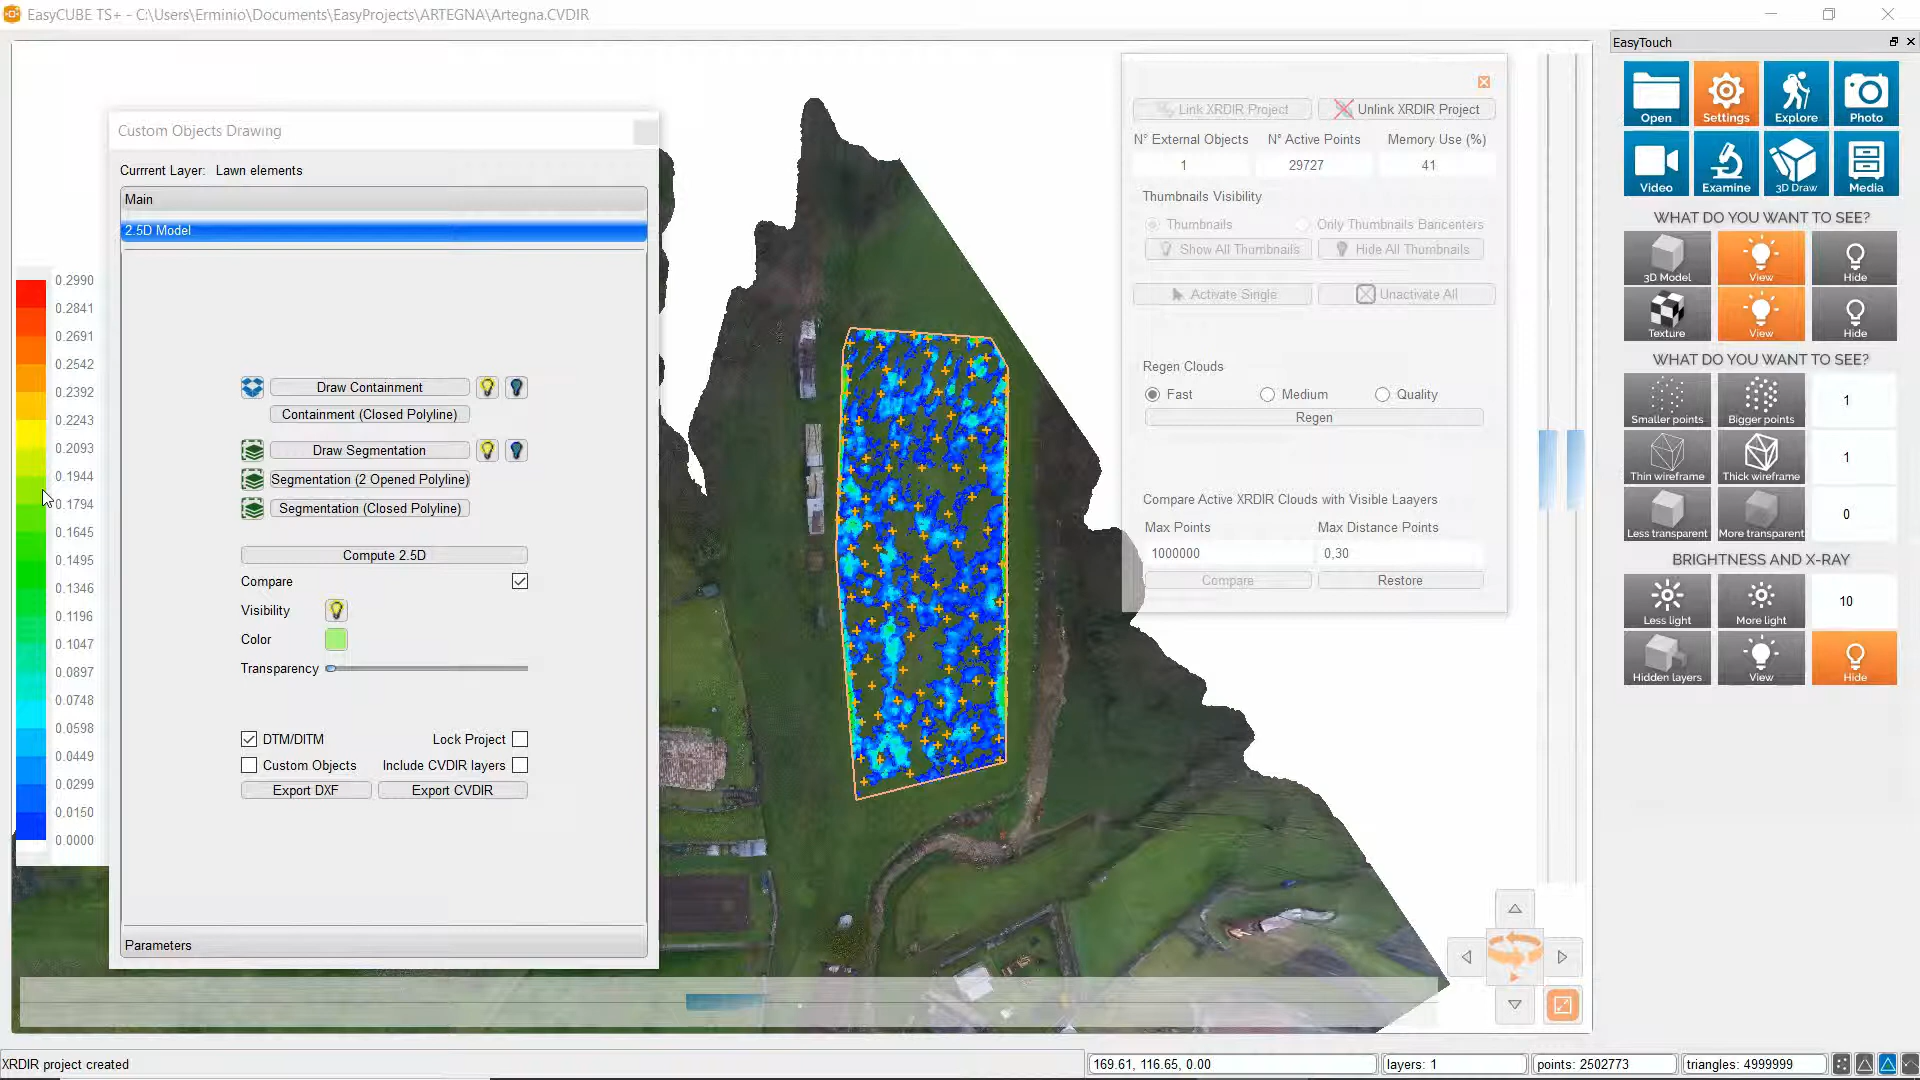 EasyCUBE TS+ - C:\Users\Erminio\Documents\EasyProjects\ARTEGNA\Artegna.CVDIR
Custom Objects Drawing
Currrent Layer: Lawn elements
Main
2.5D Model
0.2990
0.2841
0.2691
0.2542
0.2392
0.2243
0.2093
0.1944
0.1794
0.1645
0.1495
0.1346
0.1196
0.1047
0.0897
0.0748
0.0598
0.0449
0.0299
0.0150
0.0000
Draw Containment
Containment (Closed Polyline)
Draw Segmentation
Segmentation (2 Opened Polyline)
Segmentation (Closed Polyline)
Compute 2.5D
Compare
Visibility
Color
Transparency
DTM/DITM Lock Project
Custom Objects Include CVDIR layers
Export DXF Export CVDIR
Parameters
Link XRDIR Project Unlink XRDIR Project
N° External Objects N° Active Points Memory Use (%)
1 29727 41
Thumbnails Visibility
Thumbnails Only Thumbnails Baricenters
Show All Thumbnails Hide All Thumbnails
Activate Single Unactivate All
Regen Clouds
Fast Medium Quality
Regen
Compare Active XRDIR Clouds with Visible Laayers
Max Points Max Distance Points
1000000 0,30
Compare Restore
EasyTouch
Open Settings Explore Photo
Video Examine 3D Draw Media
WHAT DO YOU WANT TO SEE?
3D Model View Hide
Texture View Hide
WHAT DO YOU WANT TO SEE?
Smaller points Bigger points 1
Thin wireframe Thick wireframe 1
Less transparent More transparent 0
BRIGHTNESS AND X-RAY
Less light More light 10
Hidden layers View Hide
XRDIR project created
169.61, 116.65, 0.00
layers: 1
points: 2502773
triangles: 4999999